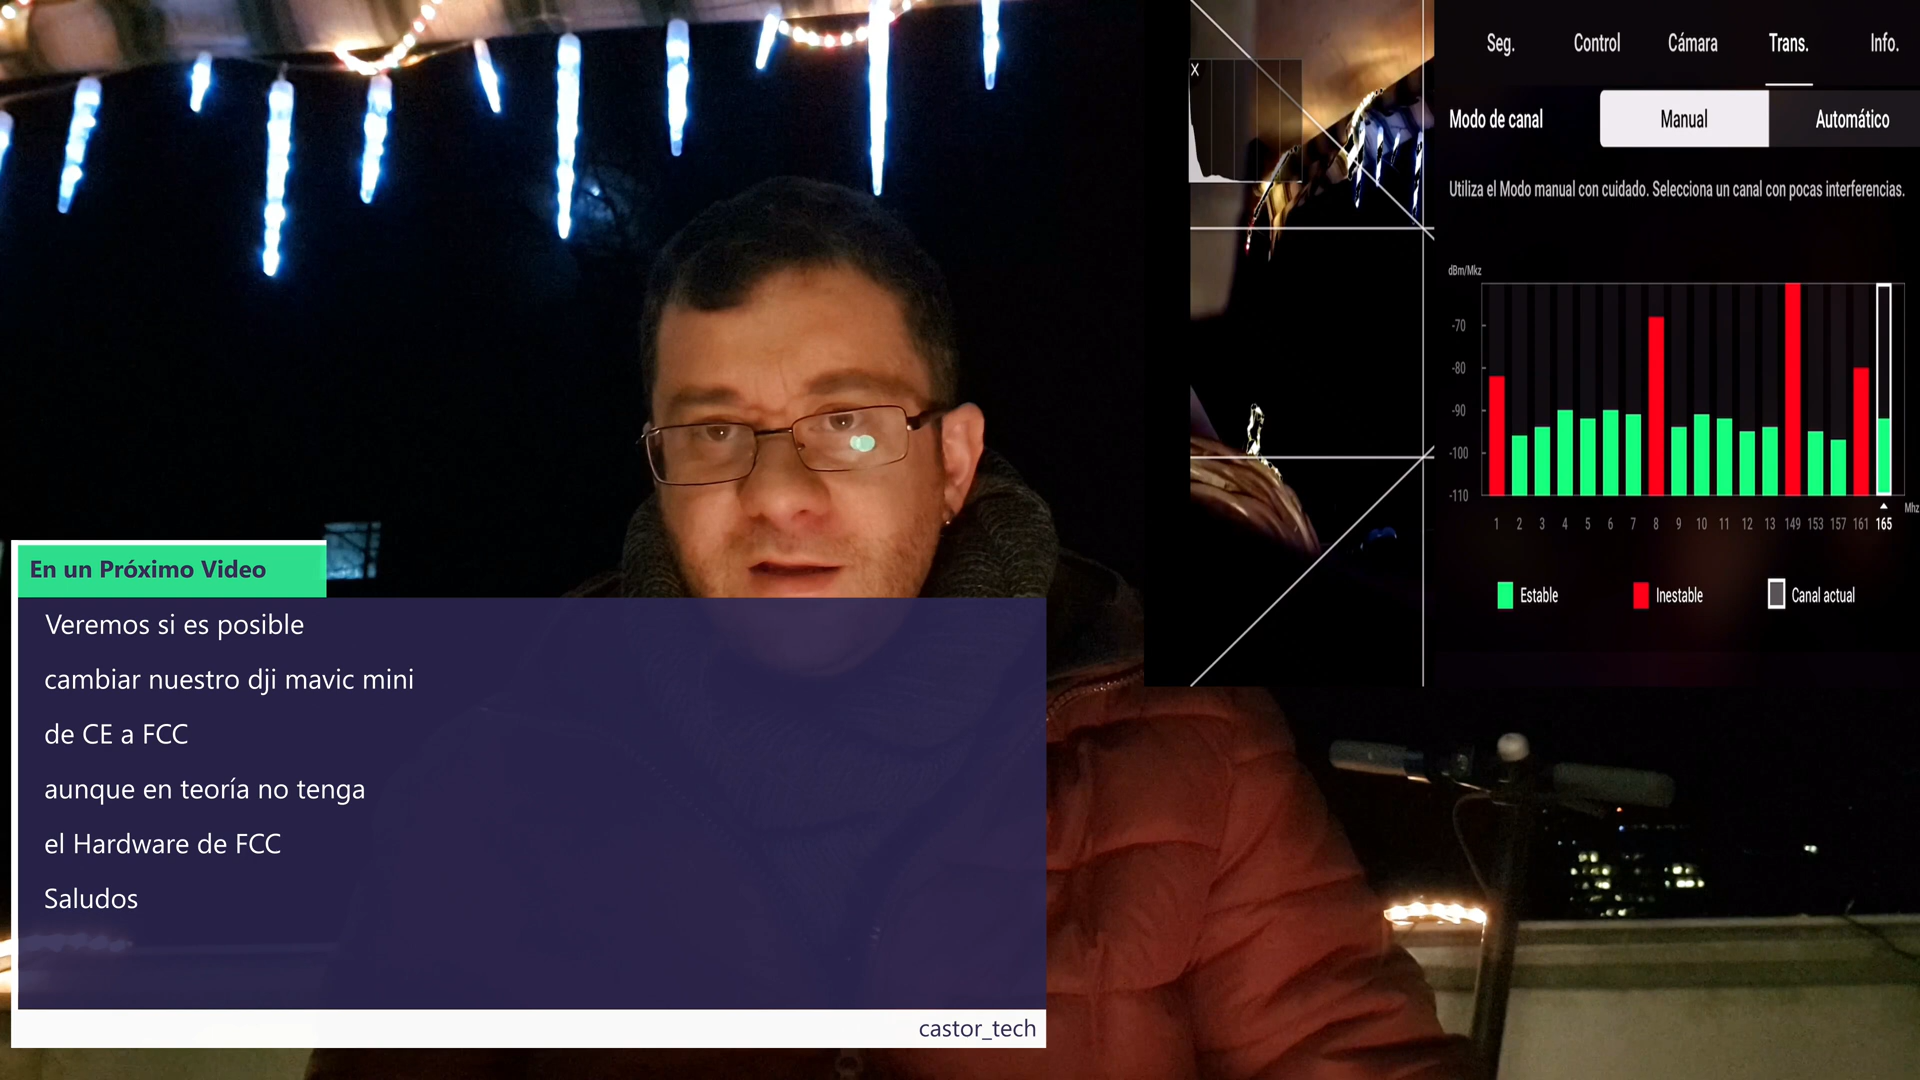 Seg. Control Cámara Trans. Info.
Modo de canal Manual Automático
Utiliza el Modo manual con cuidado. Selecciona un canal con pocas interferencias.
X
dBm/Mkz
-70
-80
-90
-100
-110
Mhz
1 2 3 4 5 6 7 8 9 10 11 12 13 149 153 157 161 165
Estable Inestable Canal actual
En un Próximo Video
Veremos si es posible
cambiar nuestro dji mavic mini
de CE a FCC
aunque en teoría no tenga
el Hardware de FCC
Saludos
castor_tech